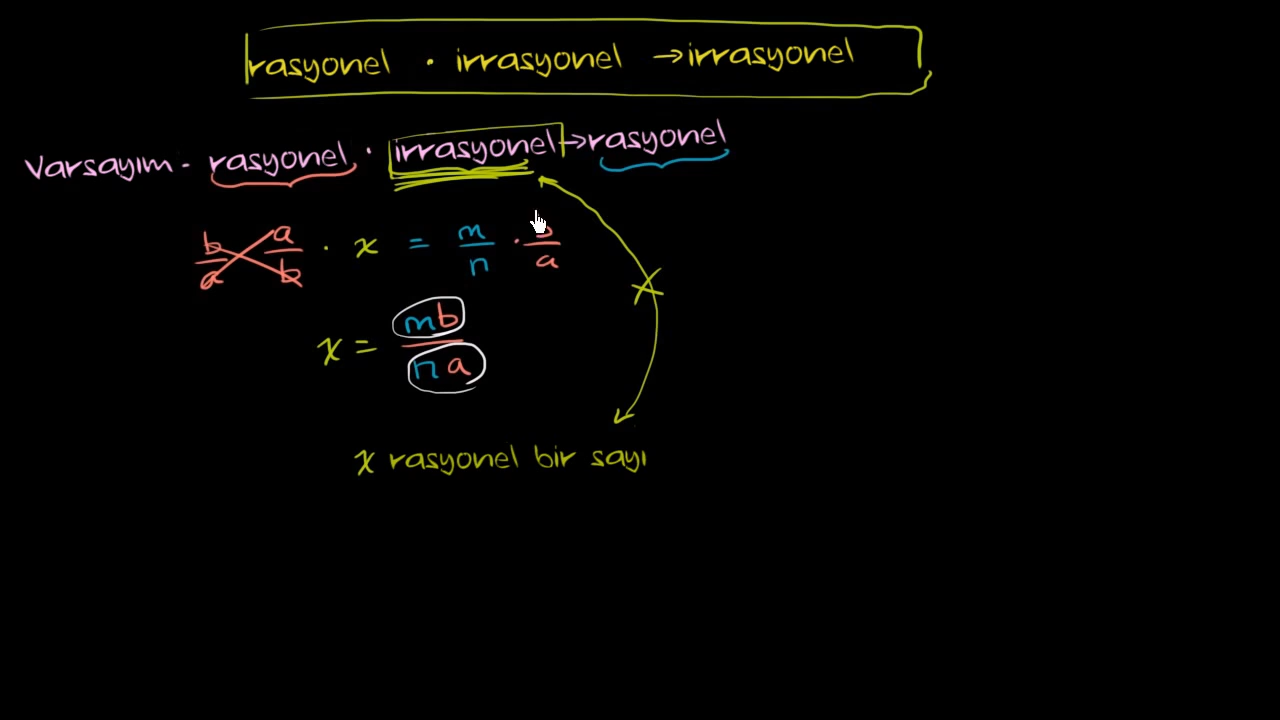 rasyonel · irrasyonel → irrasyonel
Varsayım - rasyonel · irrasyonel → rasyonel
b/a a/b · x = m/n · b/a
x = mb/na
x rasyonel bir sayı